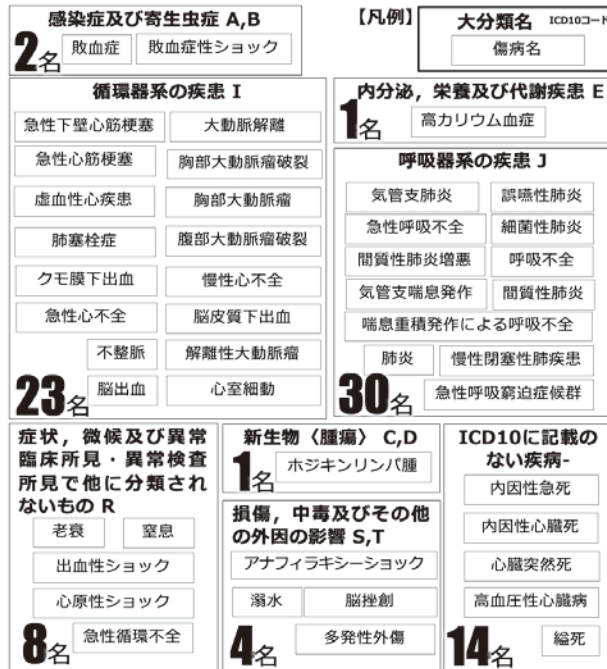 感染症及び寄生虫症 A,B
敗血症 敗血症性ショック
2名
【凡例】
大分類名 ICD10コード
傷病名
循環器系の疾患 I
急性下壁心筋梗塞 大動脈解離
急性心筋梗塞 胸部大動脈瘤破裂
虚血性心疾患 胸部大動脈瘤
肺塞栓症 腹部大動脈瘤破裂
クモ膜下出血 慢性心不全
急性心不全 脳皮質下出血
不整脈 解離性大動脈瘤
脳出血 心室細動
23名
内分泌，栄養及び代謝疾患 E
高カリウム血症
1名
呼吸器系の疾患 J
気管支肺炎 誤嚥性肺炎
急性呼吸不全 細菌性肺炎
間質性肺炎増悪 呼吸不全
気管支喘息発作 間質性肺炎
喘息重積発作による呼吸不全
肺炎 慢性閉塞性肺疾患
急性呼吸窮迫症候群
30名
症状，微候及び異常
臨床所見・異常検査
所見で他に分類され
ないもの R
老衰 窒息
出血性ショック
心原性ショック
急性循環不全
8名
新生物〈腫瘍〉 C,D
ホジキンリンパ腫
1名
損傷，中毒及びその他
の外因の影響 S,T
アナフィラキシーショック
溺水 脳挫創
多発性外傷
4名
ICD10に記載の
ない疾病-
内因性急死
内因性心臓死
心臓突然死
高血圧性心臓病
縊死
14名